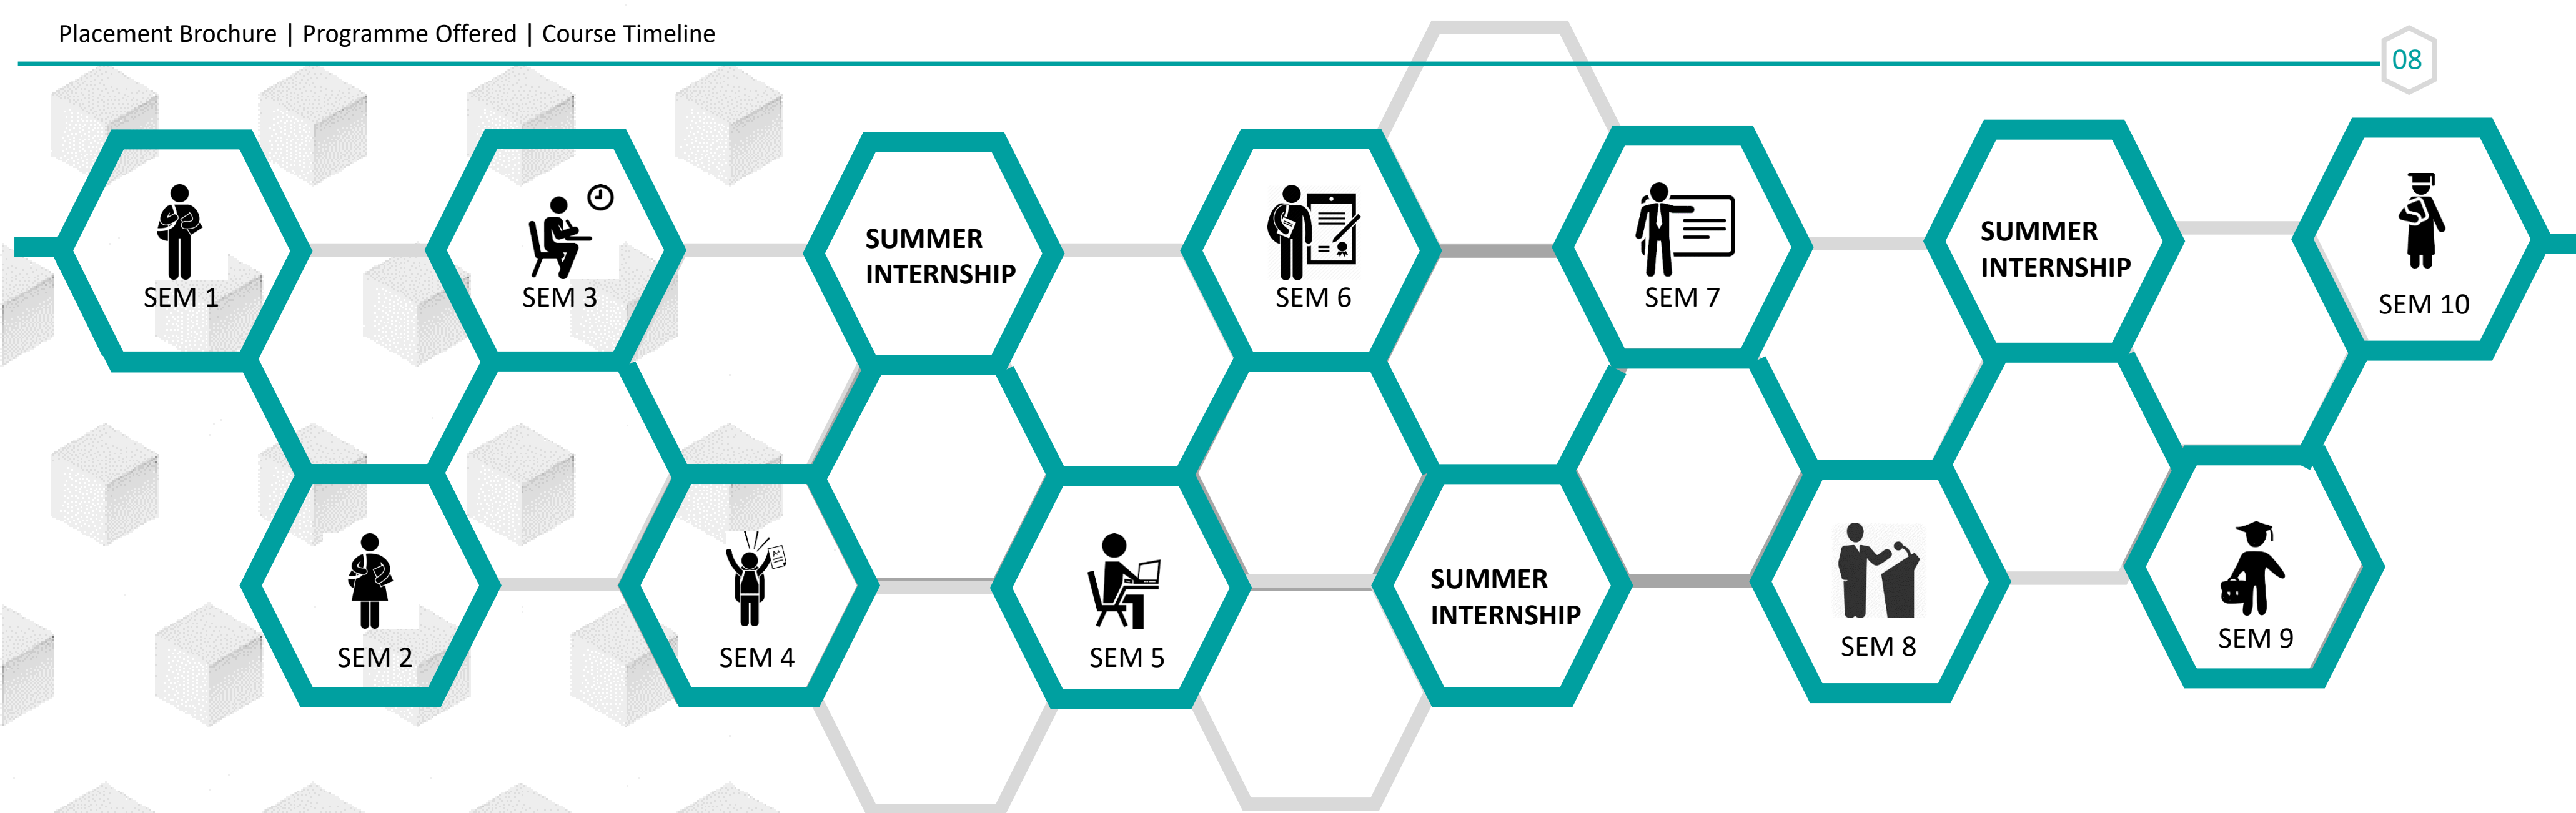 Placement Brochure | Programme Offered | Course Timeline
08
SEM 1
SEM 2
SEM 3
SEM 4
SUMMER
INTERNSHIP
SEM 5
SEM 6
SUMMER
INTERNSHIP
SEM 7
SEM 8
SUMMER
INTERNSHIP
SEM 9
SEM 10
A+